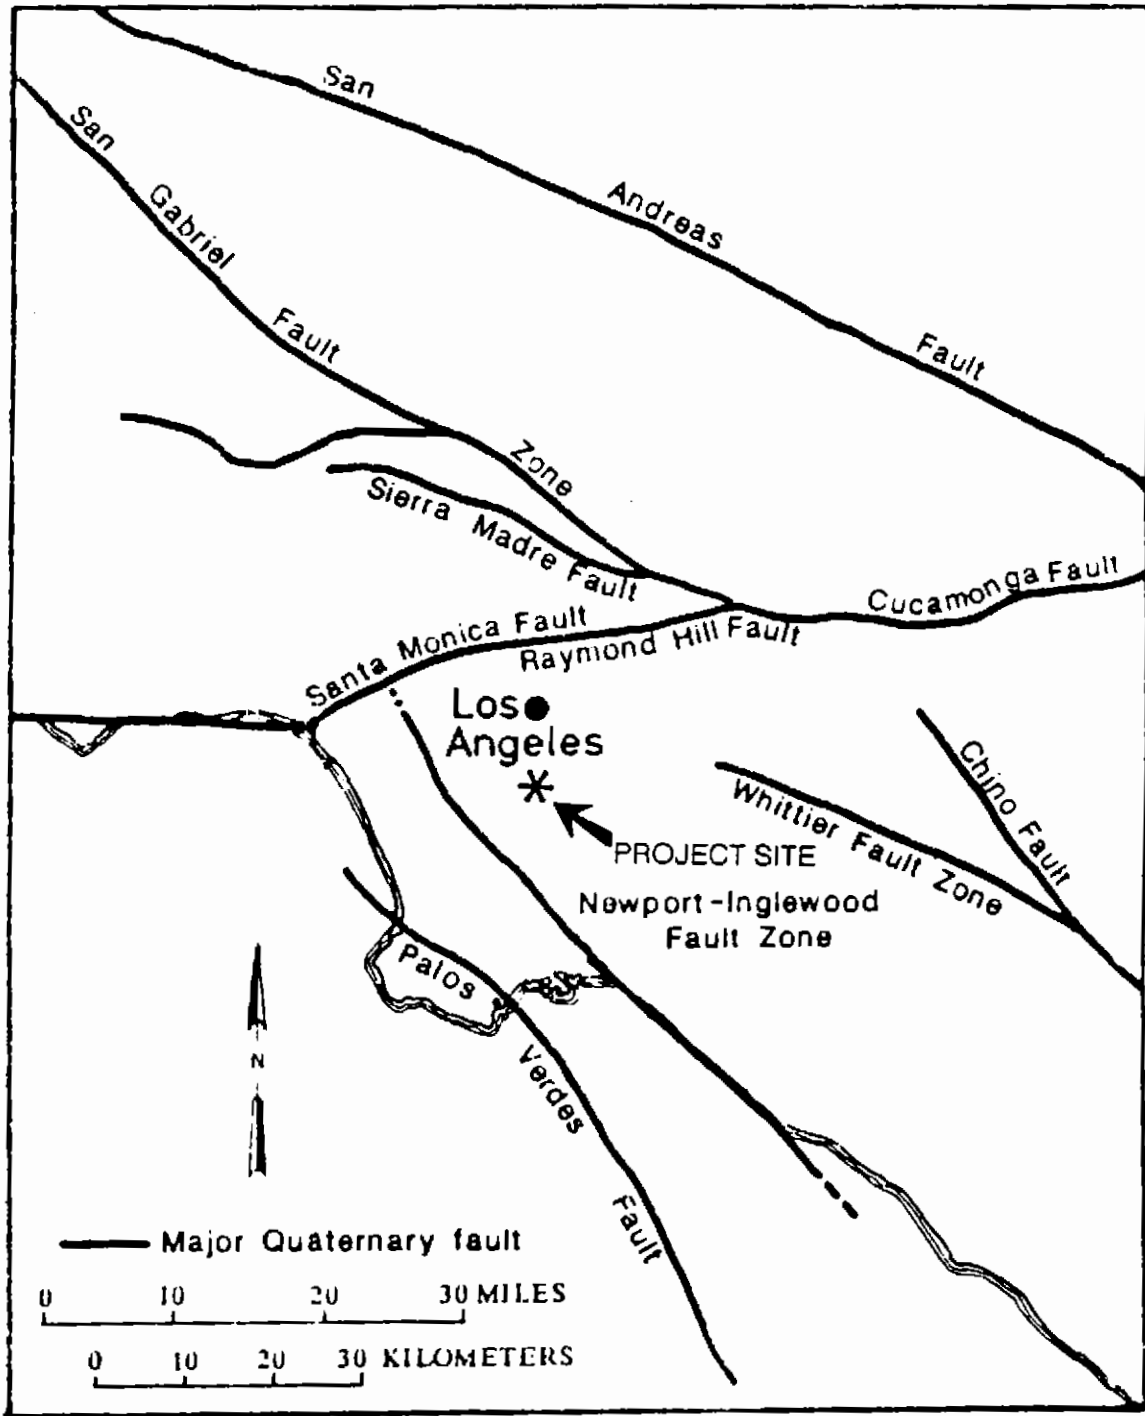 San Andreas Fault
San Gabriel Fault Zone
Sierra Madre Fault
Cucamonga Fault
Santa Monica Fault
Raymond Hill Fault
Los
Angeles
Chino Fault
Whittier Fault Zone
PROJECT SITE
Newport-Inglewood
Fault Zone
Palos Verdes Fault
N
Major Quaternary fault
0 10 20 30 MILES
0 10 20 30 KILOMETERS